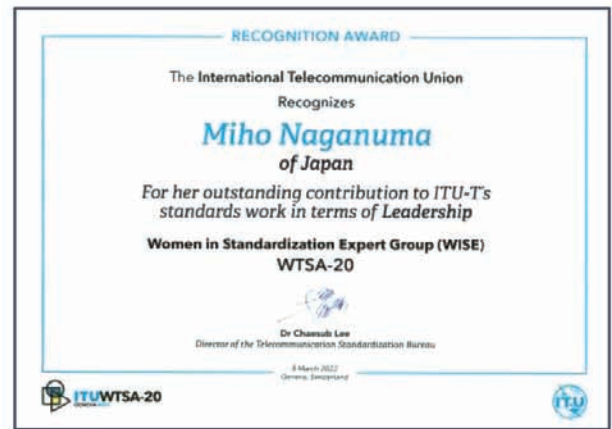 RECOGNITION AWARD
The International Telecommunication Union
Recognizes
Miho Naganuma
of Japan
For her outstanding contribution to ITU-T's
standards work in terms of Leadership
Women in Standardization Expert Group (WISE)
WTSA-20
Dr Chaesub Lee
Director of the Telecommunication Standardization Bureau
8 March 2022
Geneva, Switzerland
ITUWTSA-20
ITU